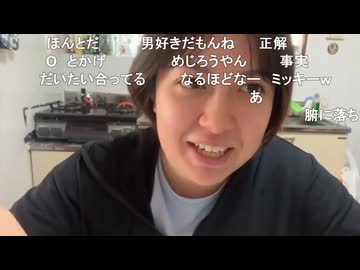 ほんとだ 男好きだもんね 正解
O とかげ めじろうやん 事実
だいたい合ってる なるほどなー ミッキーw
あ
腑に落ち